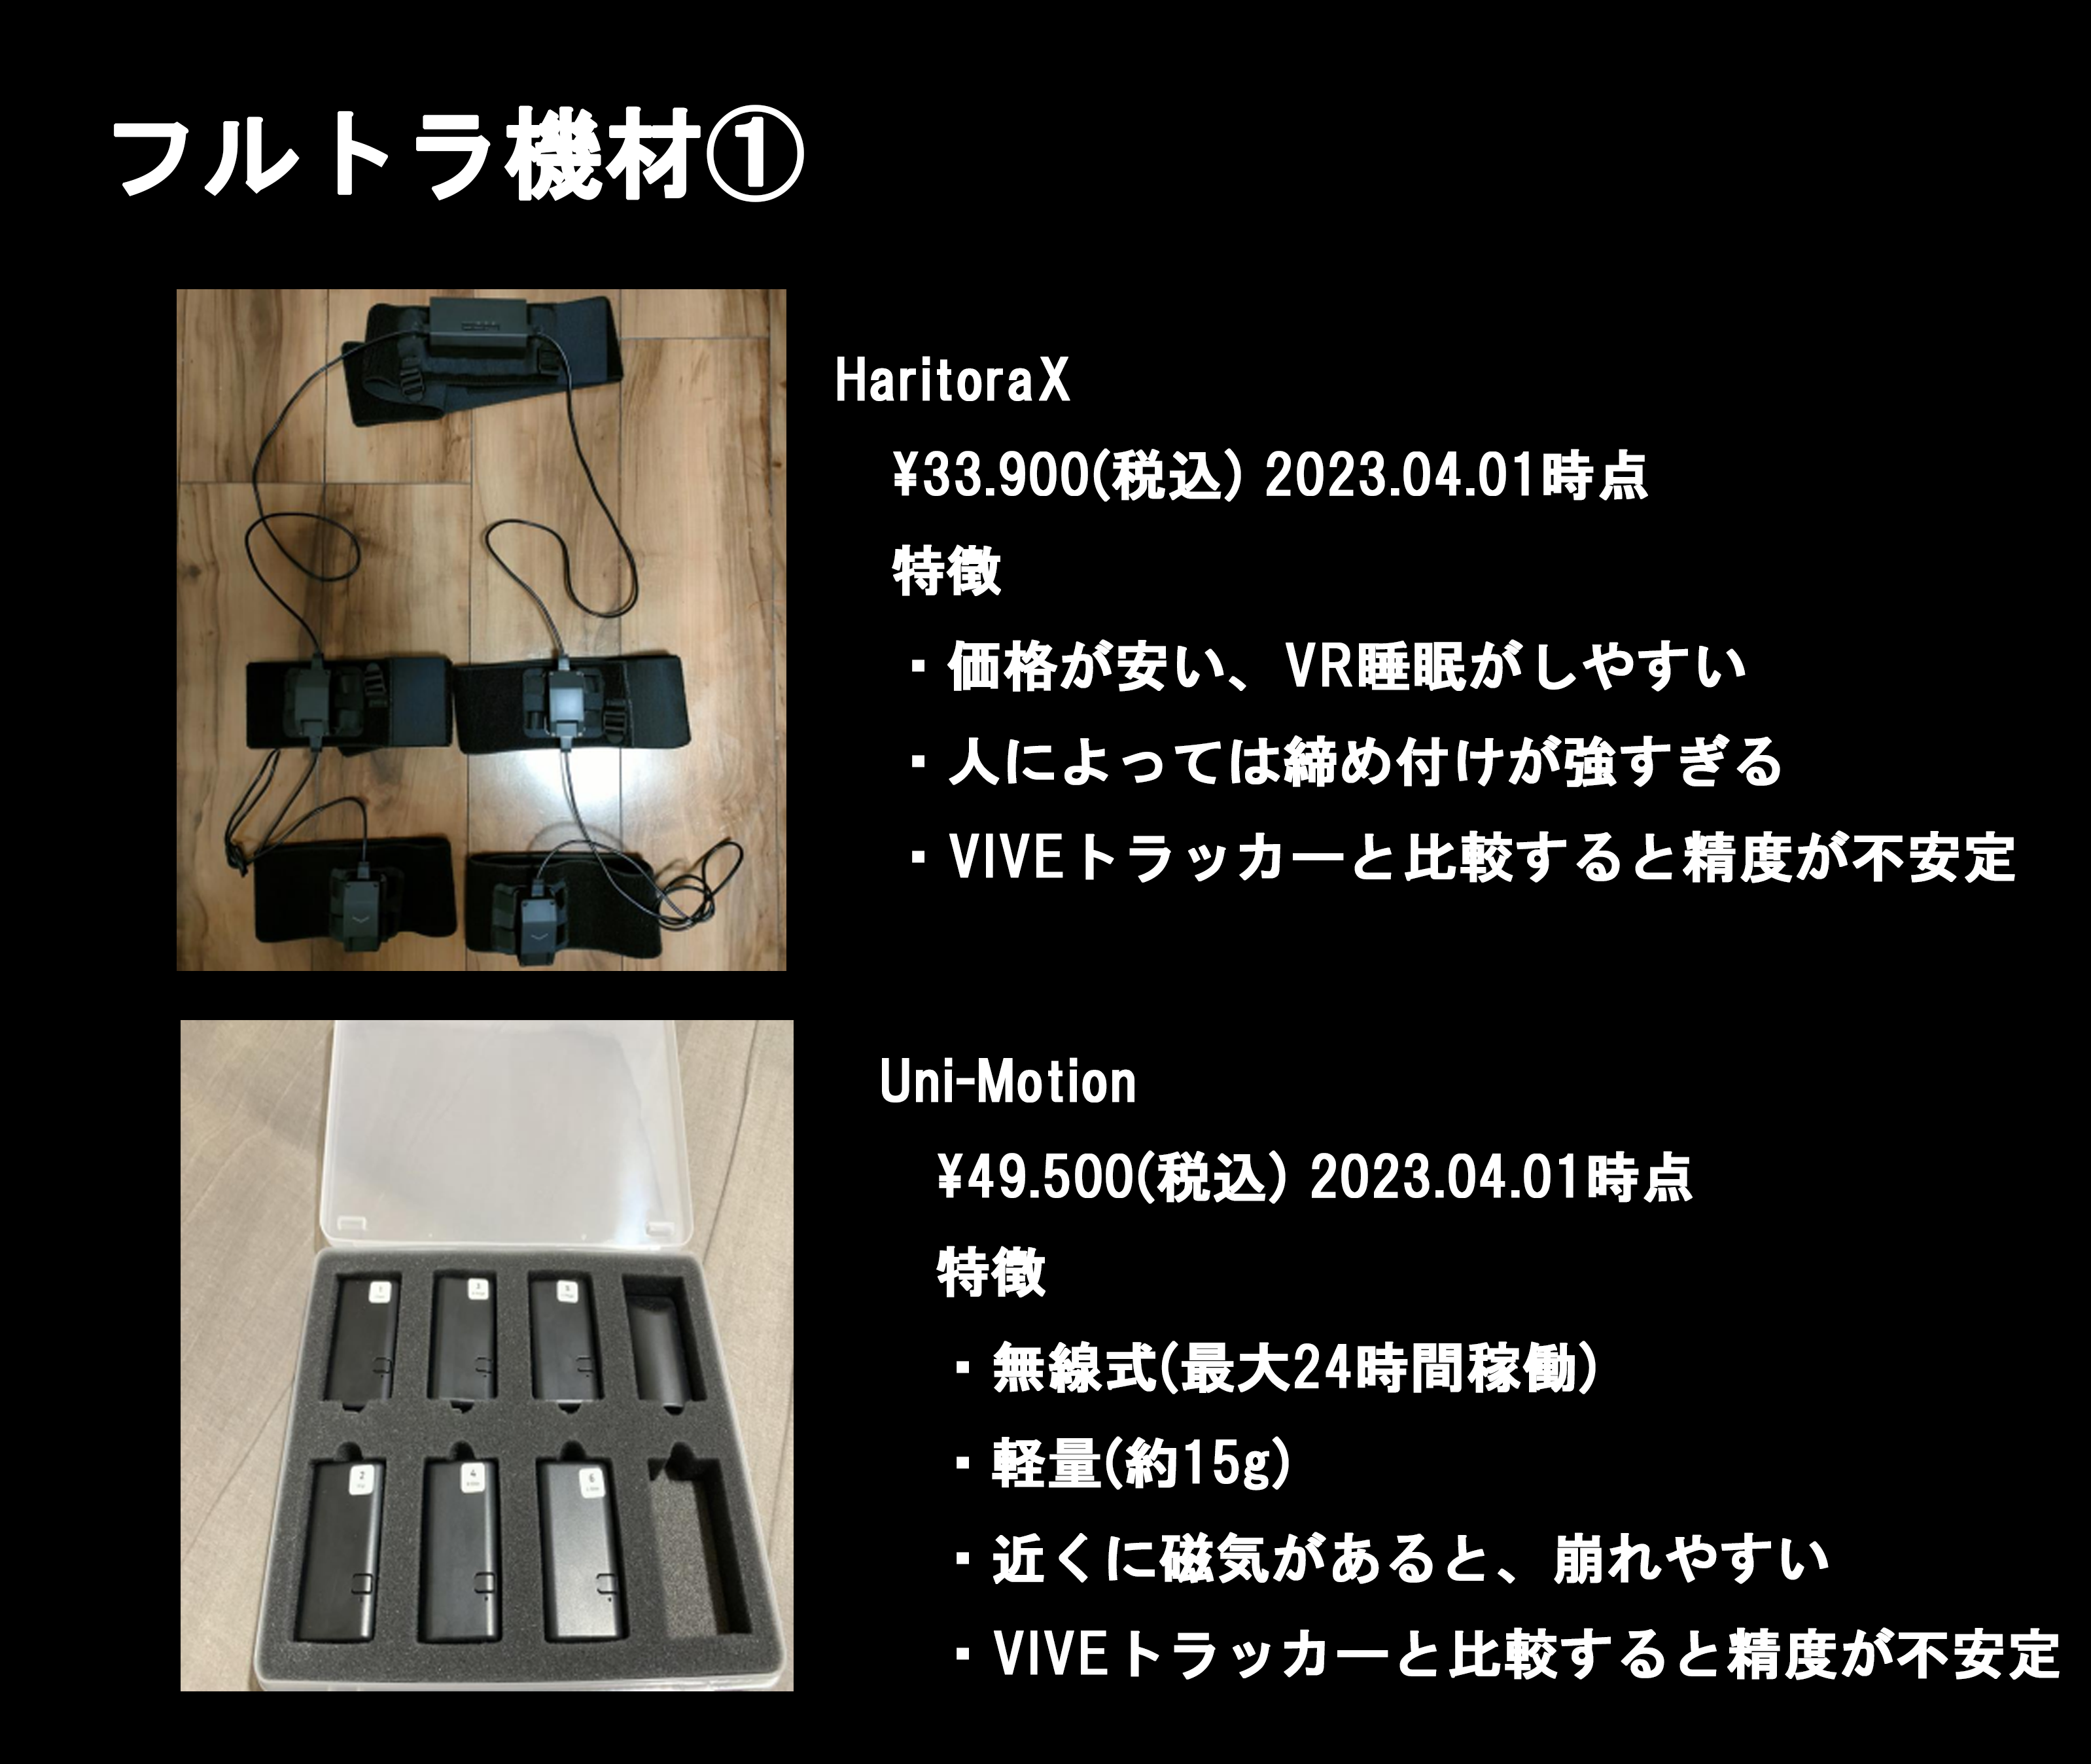 フルトラ機材①
HaritoraX
¥33.900(税込) 2023.04.01時点
特徴
・価格が安い、VR睡眠がしやすい
・人によっては締め付けが強すぎる
・VIVEトラッカーと比較すると精度が不安定
Uni-Motion
¥49.500(税込) 2023.04.01時点
特徴
・無線式(最大24時間稼働)
・軽量(約15g)
・近くに磁気があると、崩れやすい
・VIVEトラッカーと比較すると精度が不安定
1
3
5
2
4
6